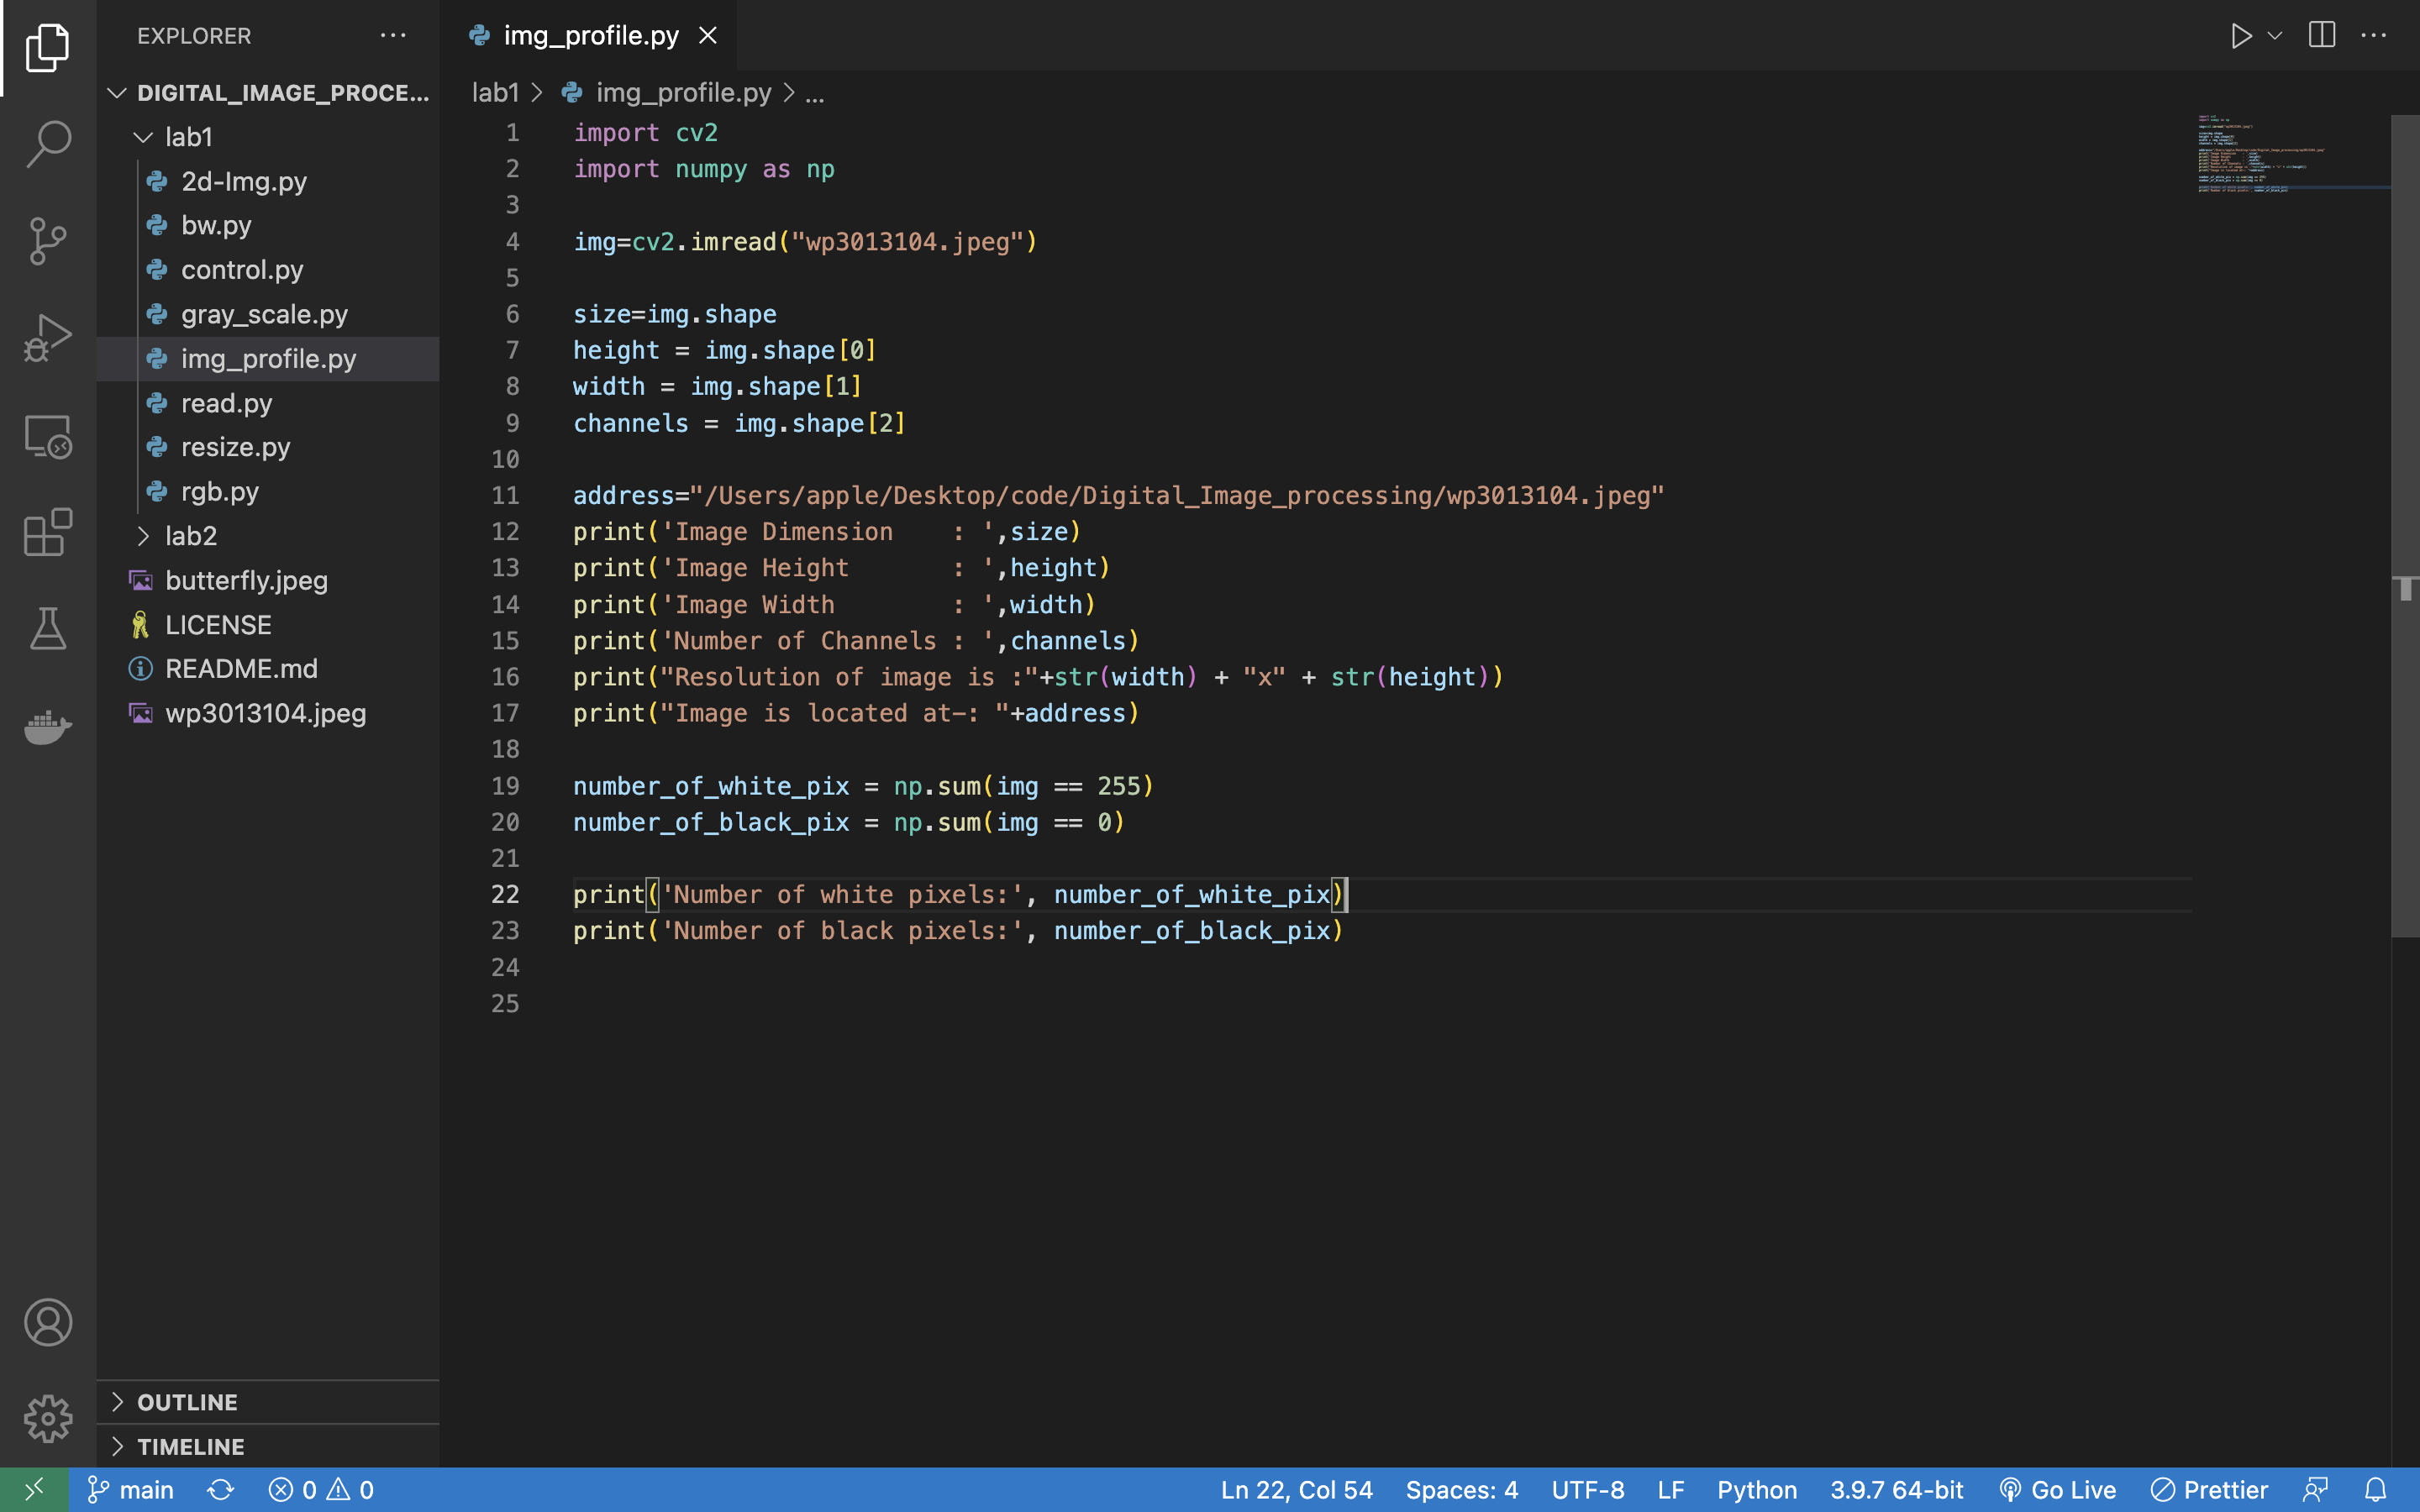 EXPLORER
DIGITAL_IMAGE_PROCE...
lab1
2d-Img.py
bw.py
control.py
gray_scale.py
img_profile.py
read.py
resize.py
rgb.py
lab2
butterfly.jpeg
LICENSE
README.md
wp3013104.jpeg
OUTLINE
TIMELINE
img_profile.py
lab1 > img_profile.py > ...
1 import cv2
2 import numpy as np
3
4 img=cv2.imread("wp3013104.jpeg")
5
6 size=img.shape
7 height = img.shape[0]
8 width = img.shape[1]
9 channels = img.shape[2]
10
11 address="/Users/apple/Desktop/code/Digital_Image_processing/wp3013104.jpeg"
12 print('Image Dimension    : ',size)
13 print('Image Height       : ',height)
14 print('Image Width        : ',width)
15 print('Number of Channels : ',channels)
16 print("Resolution of image is :"+str(width) + "x" + str(height))
17 print("Image is located at-: "+address)
18
19 number_of_white_pix = np.sum(img == 255)
20 number_of_black_pix = np.sum(img == 0)
21
22 print('Number of white pixels:', number_of_white_pix)
23 print('Number of black pixels:', number_of_black_pix)
24
25
main 0 0 Ln 22, Col 54 Spaces: 4 UTF-8 LF Python 3.9.7 64-bit Go Live Prettier